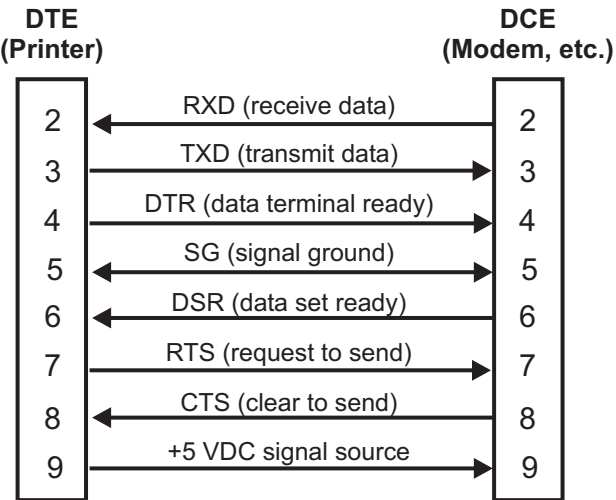 DTE
(Printer)
DCE
(Modem, etc.)
2 RXD (receive data) 2
3 TXD (transmit data) 3
4 DTR (data terminal ready) 4
5 SG (signal ground) 5
6 DSR (data set ready) 6
7 RTS (request to send) 7
8 CTS (clear to send) 8
9 +5 VDC signal source 9